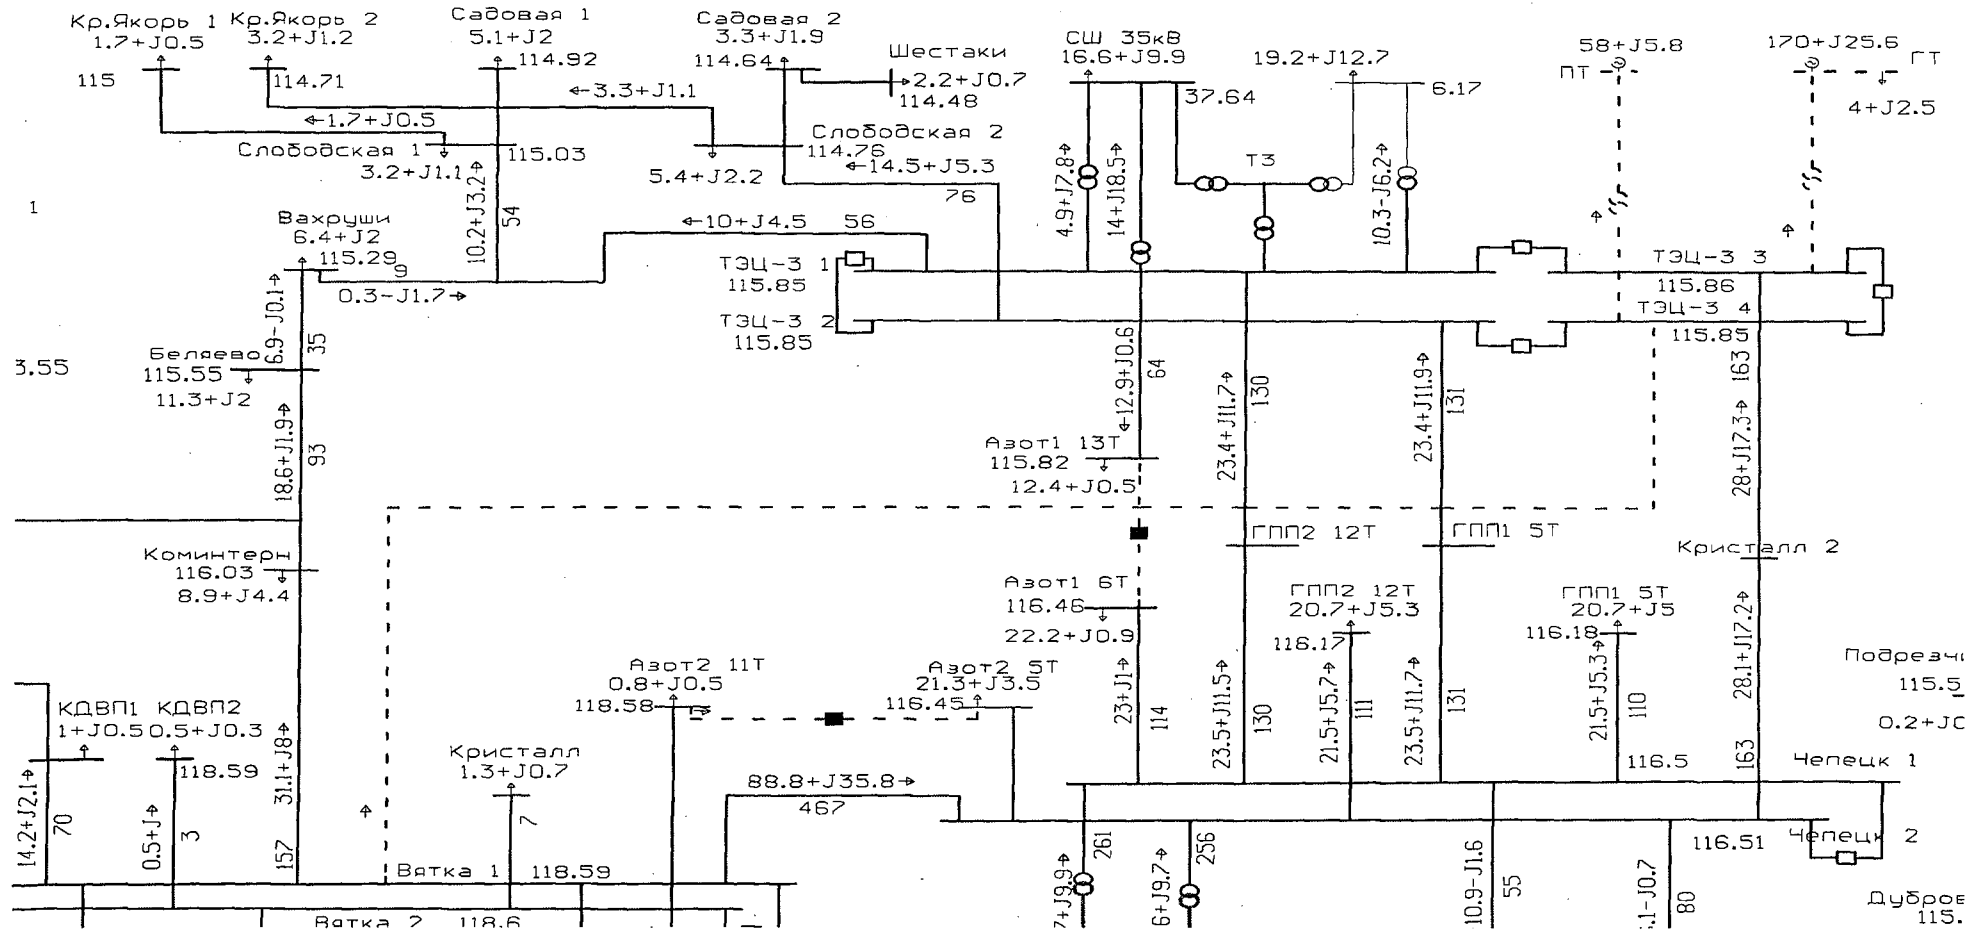 Кр.Якорь 1
1.7+J0.5
115
Кр.Якорь 2
3.2+J1.2
114.71
Садовая 1
5.1+J2
114.92
Садовая 2
3.3+J1.9
114.64
Шестаки
2.2+J0.7
114.48
СШ 35кВ
16.6+J9.9
37.64
19.2+J12.7
6.17
58+J5.8
ПТ
170+J25.6
ГТ
4+J2.5
←3.3+J1.1
←1.7+J0.5
Слободская 1
115.03
3.2+J1.1
Слободская 2
114.76
←14.5+J5.3
76
5.4+J2.2
10.2+J3.2→
54
4.9+J7.8→
14+J18.5→
Т3
10.3-J6.2→
1
Вахруши
6.4+J2
115.29
9
0.3-J1.7→
←10+J4.5
56
ТЭЦ-3 1
115.85
ТЭЦ-3 2
115.85
ТЭЦ-3 3
115.86
ТЭЦ-3 4
115.85
6.9-J0.1→
35
3.55
Беляево
115.55
11.3+J2
←12.9+J0.6
64
23.4+J11.7→
130
23.4+J11.9→
131
163
28+J17.3→
18.6+J1.9→
93
Азот1 13Т
115.82
12.4+J0.5
Коминтерн
116.03
8.9+J4.4
ГПП2 12Т
ГПП1 5Т
Кристалл 2
Азот1 6Т
116.46
22.2+J0.9
ГПП2 12Т
20.7+J5.3
116.17
ГПП1 5Т
20.7+J5
116.18
Азот2 11Т
0.8+J0.5
118.58
Азот2 5Т
21.3+J3.5
116.45
23+J1→
114
23.5+J11.5→
130
21.5+J5.7→
111
23.5+J11.7→
131
21.5+J5.3→
110
28.1+J17.2→
163
115.5
КДВП1
1+J0.5
КДВП2
0.5+J0.3
118.59
31.1+J8→
157
Кристалл
1.3+J0.7
7
88.8+J35.8→
467
116.5
Чепецк 1
14.2+J2.1→
70
0.5+J→
3
Вятка 1
118.59
Вятка 2
118.6
261
7+J9.9→
256
6+J9.7→
10.9-J1.6
55
.1-J0.7
80
116.51
Чепецк 2
115.